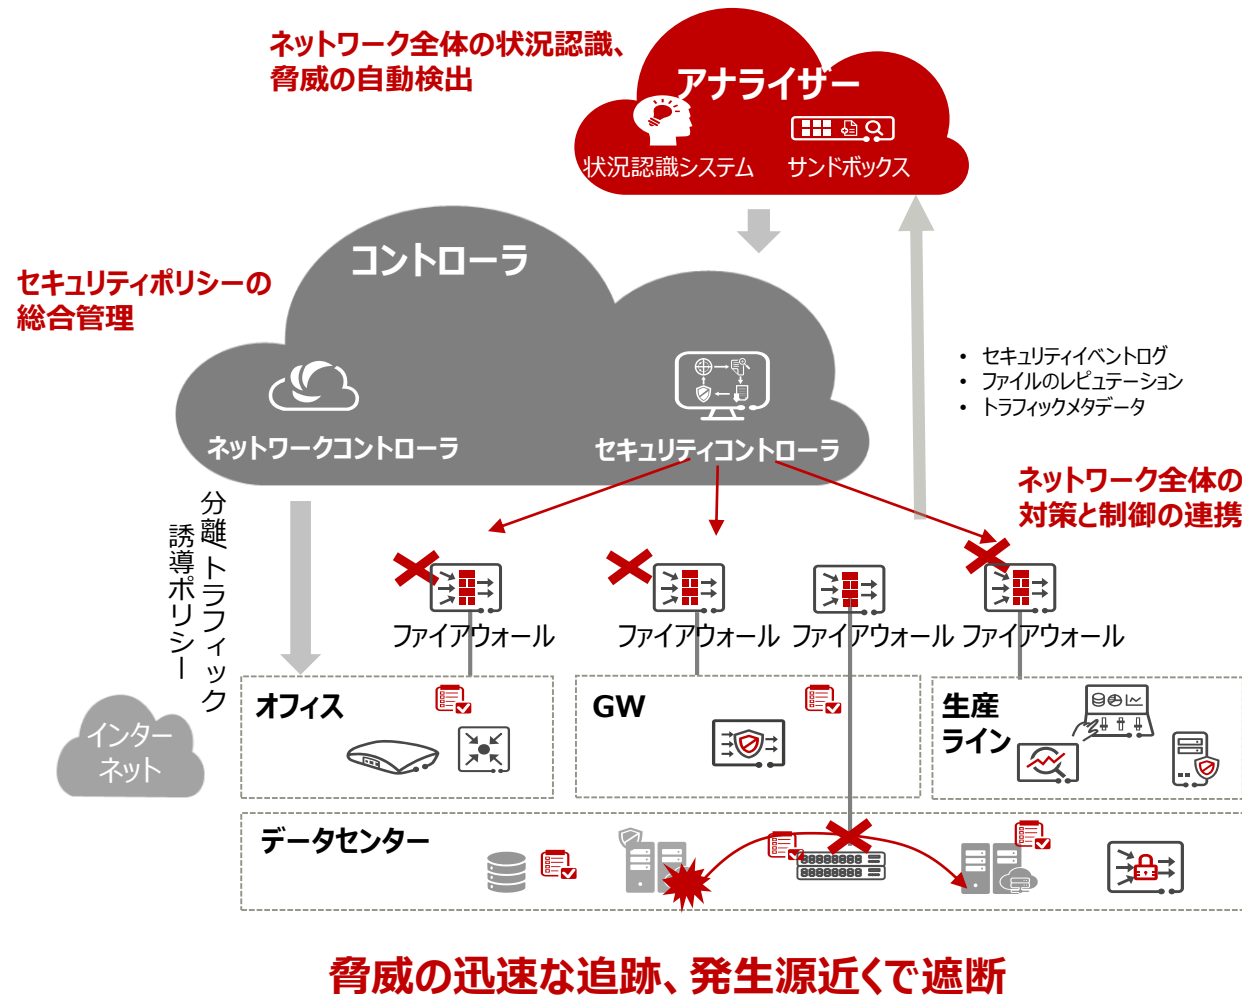 ネットワーク全体の状況認識、
脅威の自動検出
アナライザー
状況認識システム
サンドボックス
コントローラ
セキュリティポリシーの
総合管理
ネットワークコントローラ
セキュリティコントローラ
• セキュリティイベントログ
• ファイルのレピュテーション
• トラフィックメタデータ
ネットワーク全体の
対策と制御の連携
分離/トラフィック
誘導ポリシー
ファイアウォール
ファイアウォール
ファイアウォール
ファイアウォール
インター
ネット
オフィス
GW
生産
ライン
データセンター
脅威の迅速な追跡、発生源近くで遮断